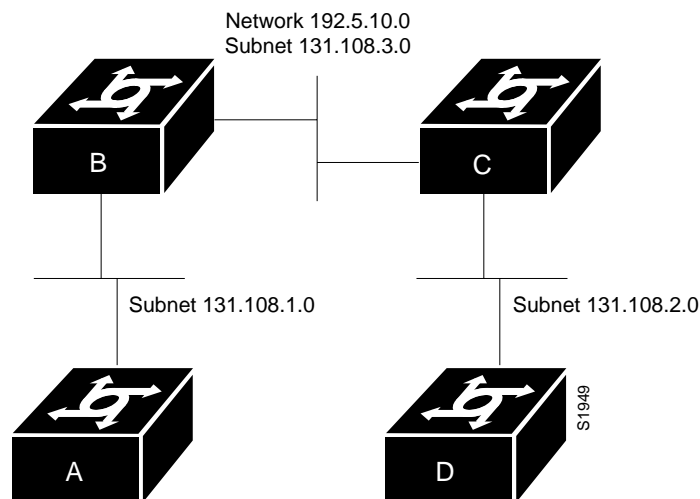 Network 192.5.10.0
Subnet 131.108.3.0
B
C
Subnet 131.108.1.0
Subnet 131.108.2.0
S1949
A
D